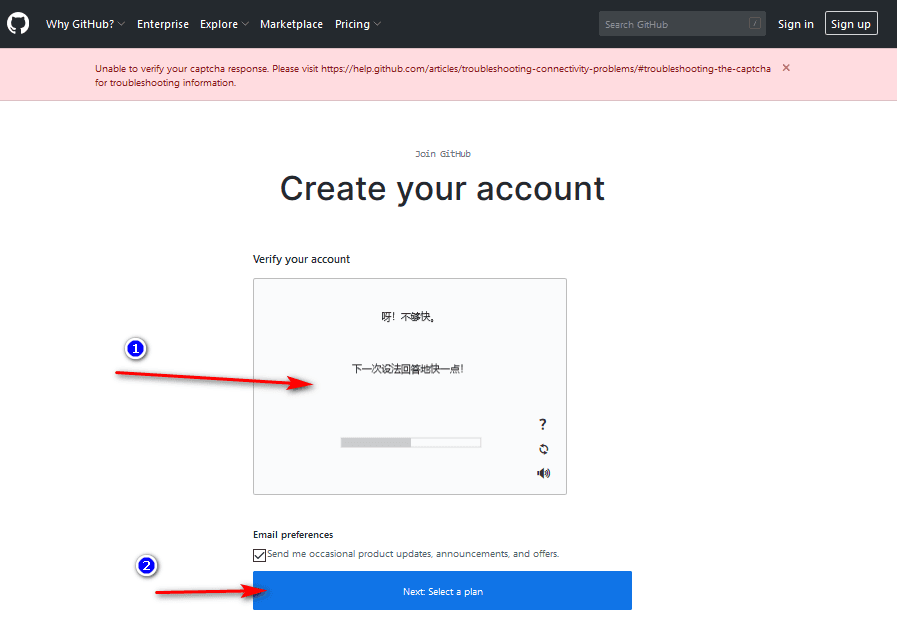 Why GitHub? Enterprise Explore Marketplace Pricing Search GitHub / Sign in Sign up
Unable to verify your captcha response. Please visit https://help.github.com/articles/troubleshooting-connectivity-problems/#troubleshooting-the-captcha
for troubleshooting information.
Join GitHub
Create your account
Verify your account
呀！不够快。
1
下一次设法回答地快一点！
?
Email preferences
Send me occasional product updates, announcements, and offers.
2
Next: Select a plan